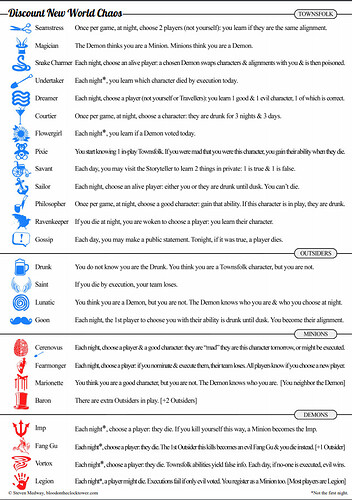 Discount New World Chaos
TOWNSFOLK
Seamstress Once per game, at night, choose 2 players (not yourself): you learn if they are the same alignment.
Magician The Demon thinks you are a Minion. Minions think you are a Demon.
Snake Charmer Each night, choose an alive player: a chosen Demon swaps characters & alignments with you & is then poisoned.
Undertaker Each night*, you learn which character died by execution today.
Dreamer Each night, choose a player (not yourself or Travellers): you learn 1 good & 1 evil character, 1 of which is correct.
Courtier Once per game, at night, choose a character: they are drunk for 3 nights & 3 days.
Flowergirl Each night*, you learn if a Demon voted today.
Pixie You start knowing 1 in-play Townsfolk. If you were mad that you were this character, you gain their ability when they die.
Savant Each day, you may visit the Storyteller to learn 2 things in private: 1 is true & 1 is false.
Sailor Each night, choose an alive player: either you or they are drunk until dusk. You can't die.
Philosopher Once per game, at night, choose a good character: gain that ability. If this character is in play, they are drunk.
Ravenkeeper If you die at night, you are woken to choose a player: you learn their character.
Gossip Each day, you may make a public statement. Tonight, if it was true, a player dies.
OUTSIDERS
Drunk You do not know you are the Drunk. You think you are a Townsfolk character, but you are not.
Saint If you die by execution, your team loses.
Lunatic You think you are a Demon, but you are not. The Demon knows who you are & who you choose at night.
Goon Each night, the 1st player to choose you with their ability is drunk until dusk. You become their alignment.
MINIONS
Cerenovus Each night, choose a player & a good character: they are "mad" they are this character tomorrow, or might be executed.
Fearmonger Each night, choose a player: if you nominate & execute them, their team loses. All players know if you choose a new player.
Marionette You think you are a good character, but you are not. The Demon knows who you are. [You neighbor the Demon]
Baron There are extra Outsiders in play. [+2 Outsiders]
DEMONS
Imp Each night*, choose a player: they die. If you kill yourself this way, a Minion becomes the Imp.
Fang Gu Each night*, choose a player: they die. The 1st Outsider this kills becomes an evil Fang Gu & you die instead. [+1 Outsider]
Vortox Each night*, choose a player: they die. Townsfolk abilities yield false info. Each day, if no-one is executed, evil wins.
Legion Each night*, a player might die. Executions fail if only evil voted. You register as a Minion too. [Most players are Legion]
© Steven Medway, bloodontheclocktower.com
*Not the first night.